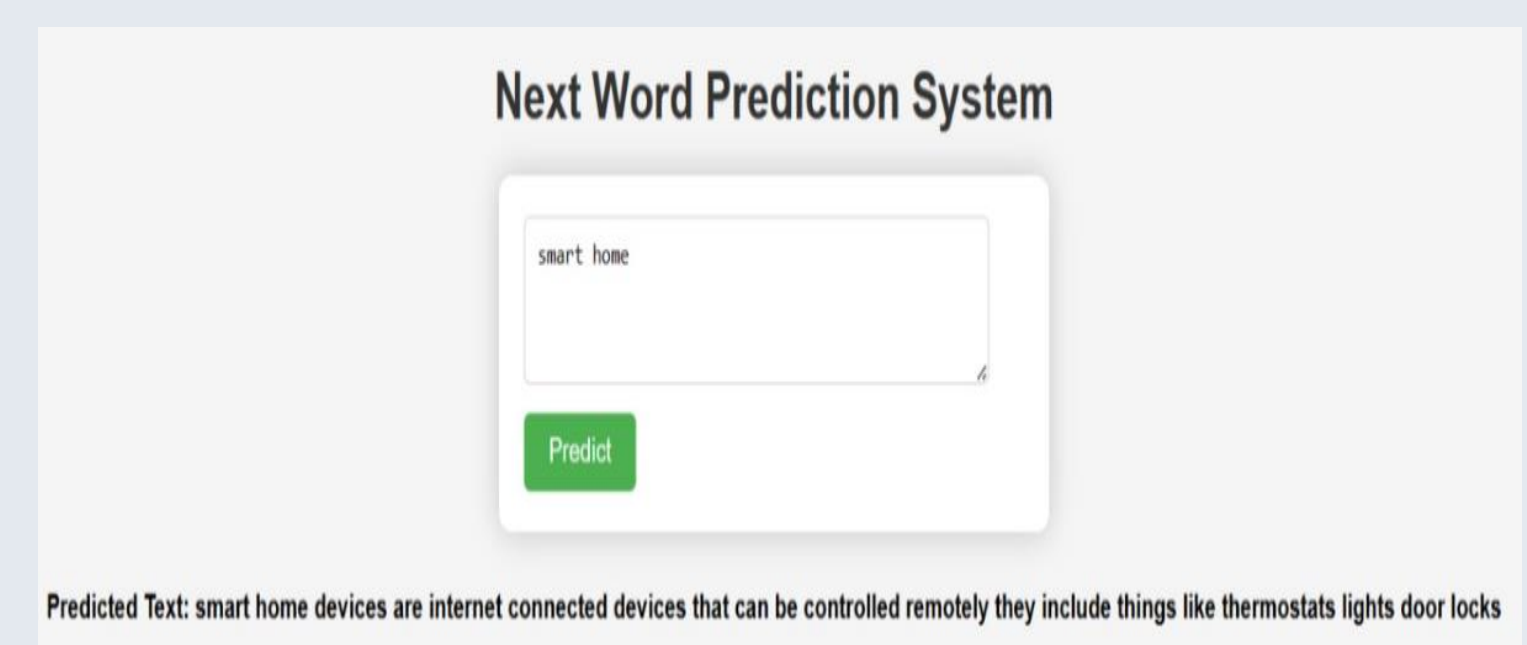 Next Word Prediction System
smart home
Predict
Predicted Text: smart home devices are internet connected devices that can be controlled remotely they include things like thermostats lights door locks